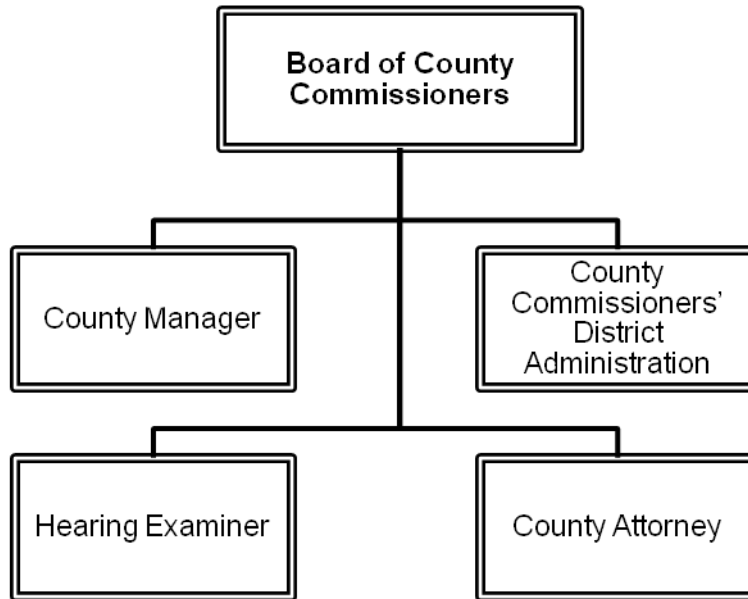 Board of County
Commissioners
County Manager
County
Commissioners’
District
Administration
Hearing Examiner
County Attorney